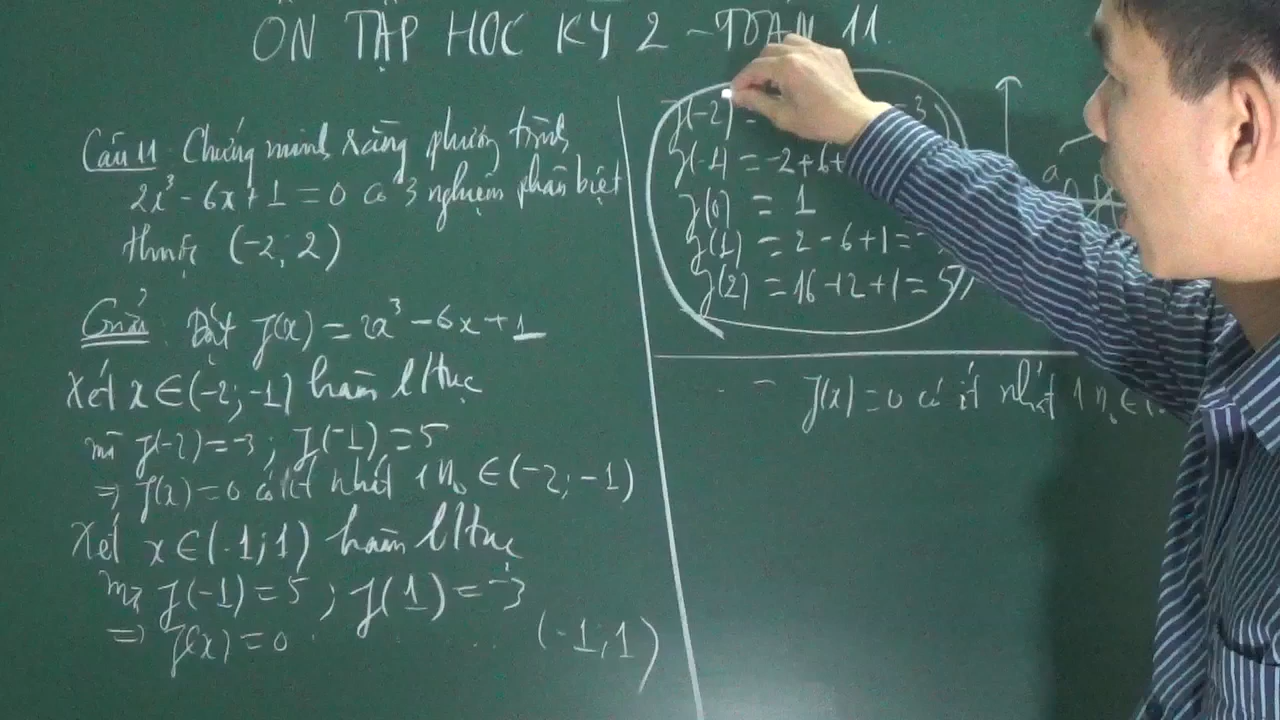 ÔN TẬP HỌC KỲ 2 - TOÁN 11
Câu 11 Chứng minh rằng phương trình
2x³ - 6x + 1 = 0 có 3 nghiệm phân biệt
thuộc (-2; 2)
Giải Đặt f(x) = 2x³ - 6x + 1
Xét x ∈ (-2; -1) hàm l/tục
mà f(-2) = -3 ; f(-1) = 5
⇒ f(x) = 0 có ít nhất 1 n₀ ∈ (-2; -1)
Xét x ∈ (-1; 1) hàm l/tục
mà f(-1) = 5 ; f(1) = -3
⇒ f(x) = 0 . . . (-1; 1)
f(-2) = 3
f(-1) = -2 + 6 +
f(0) = 1
f(1) = 2 - 6 + 1 = -
f(2) = 16 - 12 + 1 = 5
a
f(x) = 0 có ít nhất 1 n₀ ∈ (